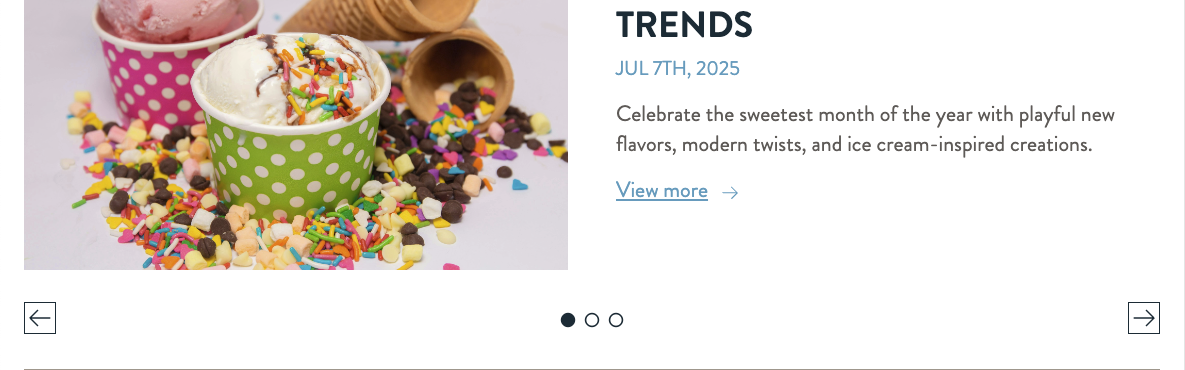 TRENDS
JUL 7TH, 2025
Celebrate the sweetest month of the year with playful new
flavors, modern twists, and ice cream-inspired creations.
View more